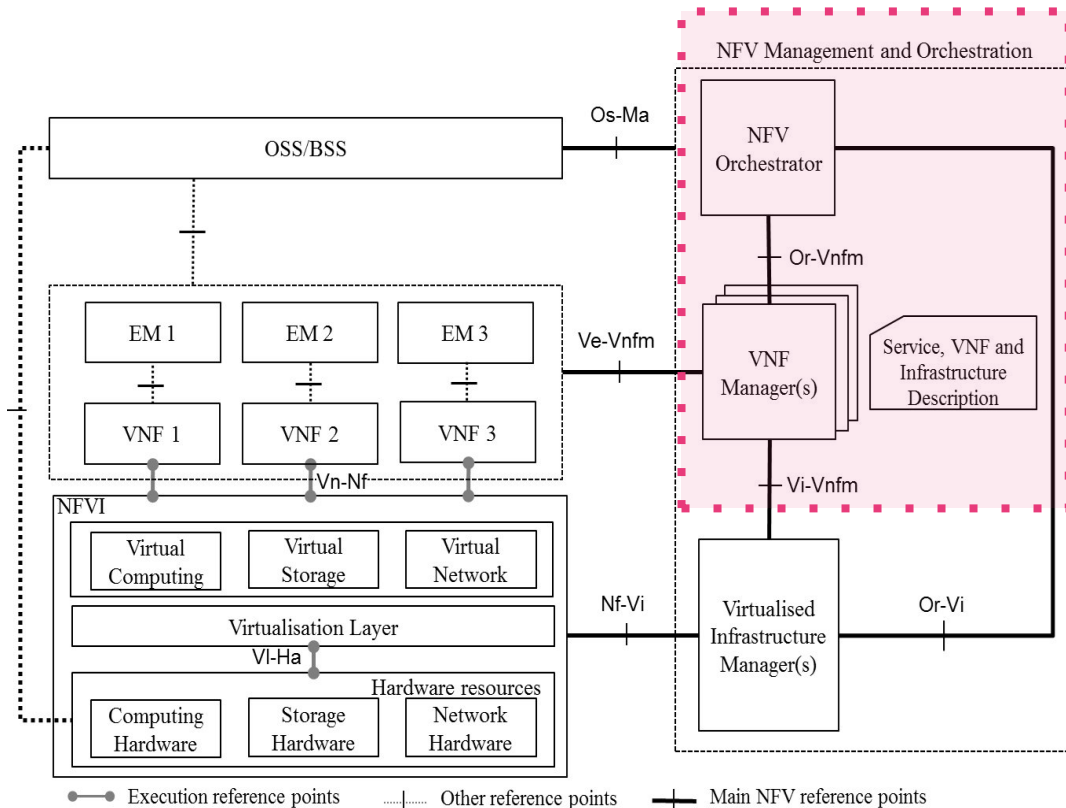 NFV Management and Orchestration
Os-Ma
OSS/BSS
NFV
Orchestrator
Or-Vnfm
EM 1
EM 2
EM 3
Ve-Vnfm
VNF
Manager(s)
Service, VNF and
Infrastructure
Description
VNF 1
VNF 2
VNF 3
Vn-Nf
Vi-Vnfm
NFVI
Virtual
Computing
Virtual
Storage
Virtual
Network
Nf-Vi
Virtualised
Infrastructure
Manager(s)
Or-Vi
Virtualisation Layer
Vl-Ha
Hardware resources
Computing
Hardware
Storage
Hardware
Network
Hardware
Execution reference points
Other reference points
Main NFV reference points